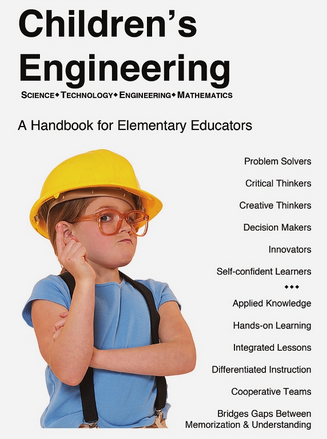 Children's
Engineering
SCIENCE◆TECHNOLOGY◆ENGINEERING◆MATHEMATICS
A Handbook for Elementary Educators
Problem Solvers
Critical Thinkers
Creative Thinkers
Decision Makers
Innovators
Self-confident Learners
◆◆◆
Applied Knowledge
Hands-on Learning
Integrated Lessons
Differentiated Instruction
Cooperative Teams
Bridges Gaps Between
Memorization & Understanding